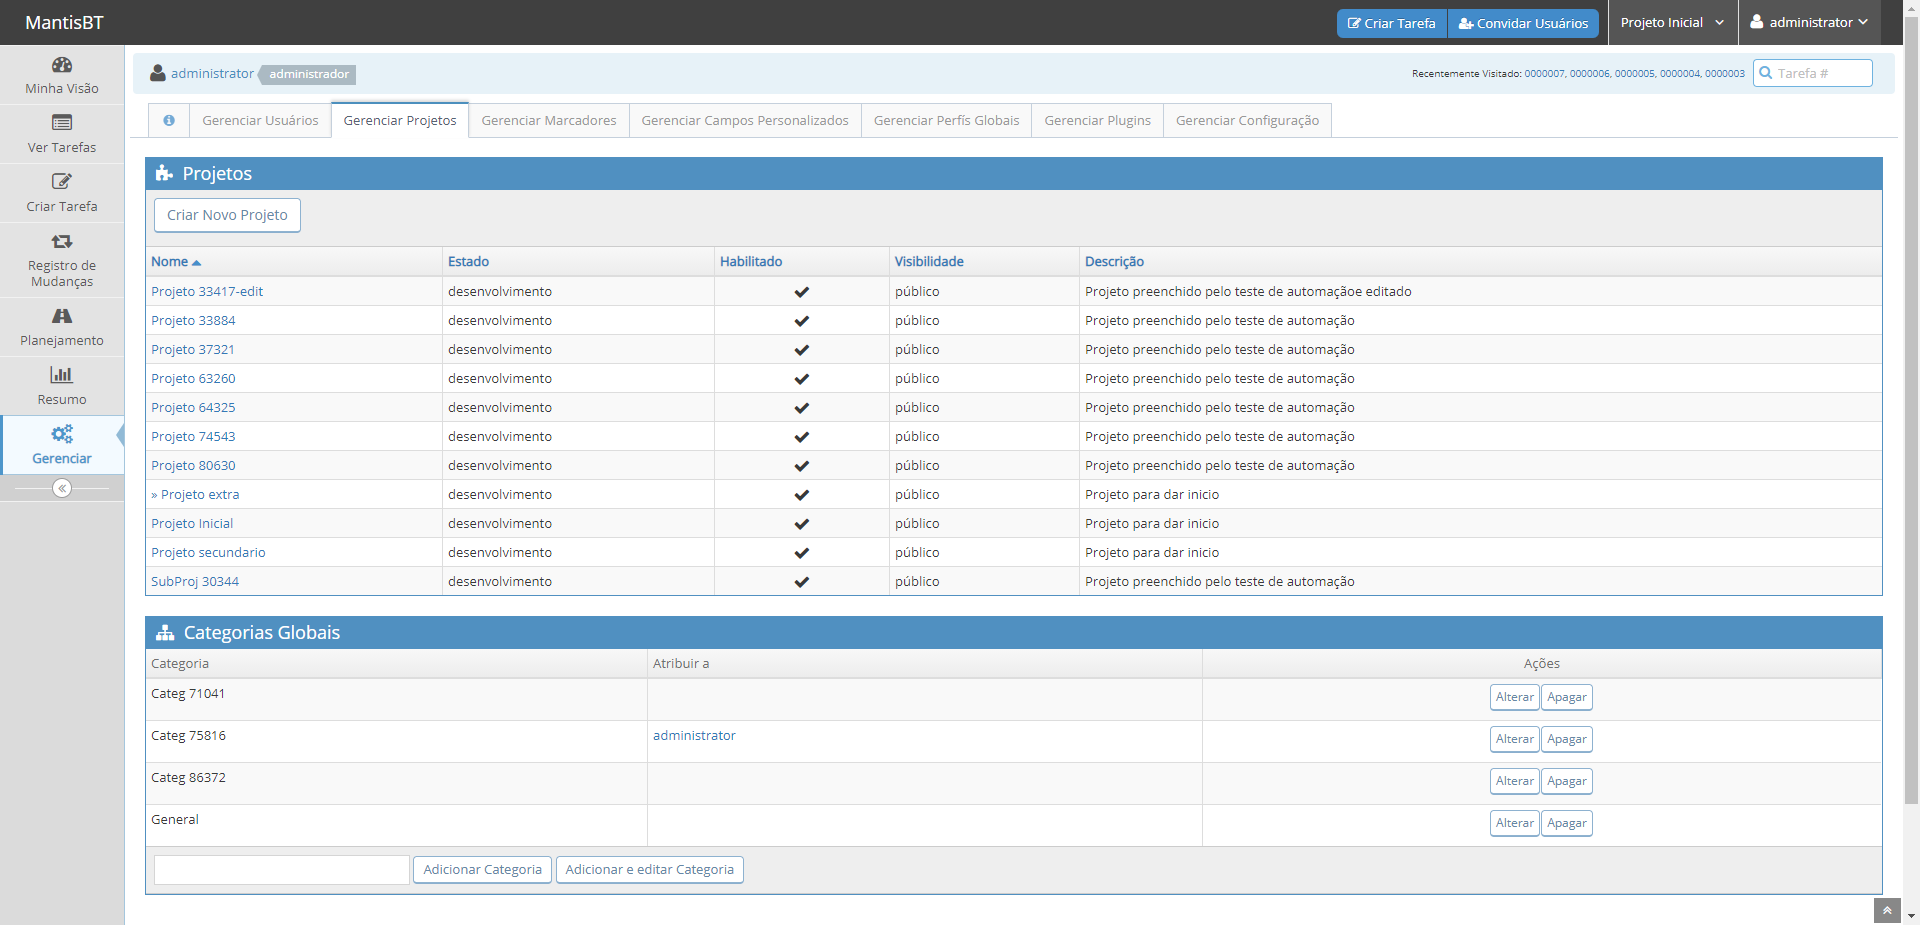 MantisBT
Criar Tarefa Convidar Usuários Projeto Inicial administrator
Minha Visão
Ver Tarefas
Criar Tarefa
Registro de
Mudanças
Planejamento
Resumo
Gerenciar
administrator administrador
Recentemente Visitado: 0000007, 0000006, 0000005, 0000004, 0000003 Tarefa #
Gerenciar Usuários Gerenciar Projetos Gerenciar Marcadores Gerenciar Campos Personalizados Gerenciar Perfís Globais Gerenciar Plugins Gerenciar Configuração
Projetos
Criar Novo Projeto
Nome Estado Habilitado Visibilidade Descrição
Projeto 33417-edit desenvolvimento público Projeto preenchido pelo teste de automaçãoe editado
Projeto 33884 desenvolvimento público Projeto preenchido pelo teste de automação
Projeto 37321 desenvolvimento público Projeto preenchido pelo teste de automação
Projeto 63260 desenvolvimento público Projeto preenchido pelo teste de automação
Projeto 64325 desenvolvimento público Projeto preenchido pelo teste de automação
Projeto 74543 desenvolvimento público Projeto preenchido pelo teste de automação
Projeto 80630 desenvolvimento público Projeto preenchido pelo teste de automação
» Projeto extra desenvolvimento público Projeto para dar inicio
Projeto Inicial desenvolvimento público Projeto para dar inicio
Projeto secundario desenvolvimento público Projeto para dar inicio
SubProj 30344 desenvolvimento público Projeto preenchido pelo teste de automação
Categorias Globais
Categoria Atribuir a Ações
Categ 71041 Alterar Apagar
Categ 75816 administrator Alterar Apagar
Categ 86372 Alterar Apagar
General Alterar Apagar
Adicionar Categoria Adicionar e editar Categoria